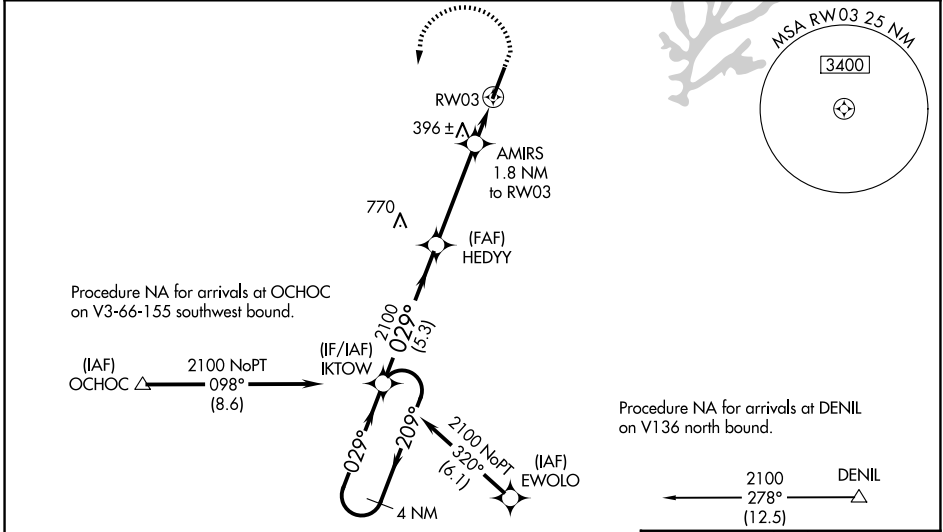 MSA RW03 25 NM
3400
RW03
396 ±
AMIRS
1.8 NM
to RW03
770
(FAF)
HEDYY
Procedure NA for arrivals at OCHOC
on V3-66-155 southwest bound.
2100
029°
(5.3)
(IF/IAF)
IKTOW
(IAF)
OCHOC
2100 NoPT
098°
(8.6)
029°
209°
4 NM
2100 NoPT
320°
(6.1)
(IAF)
EWOLO
Procedure NA for arrivals at DENIL
on V136 north bound.
2100
278°
(12.5)
DENIL